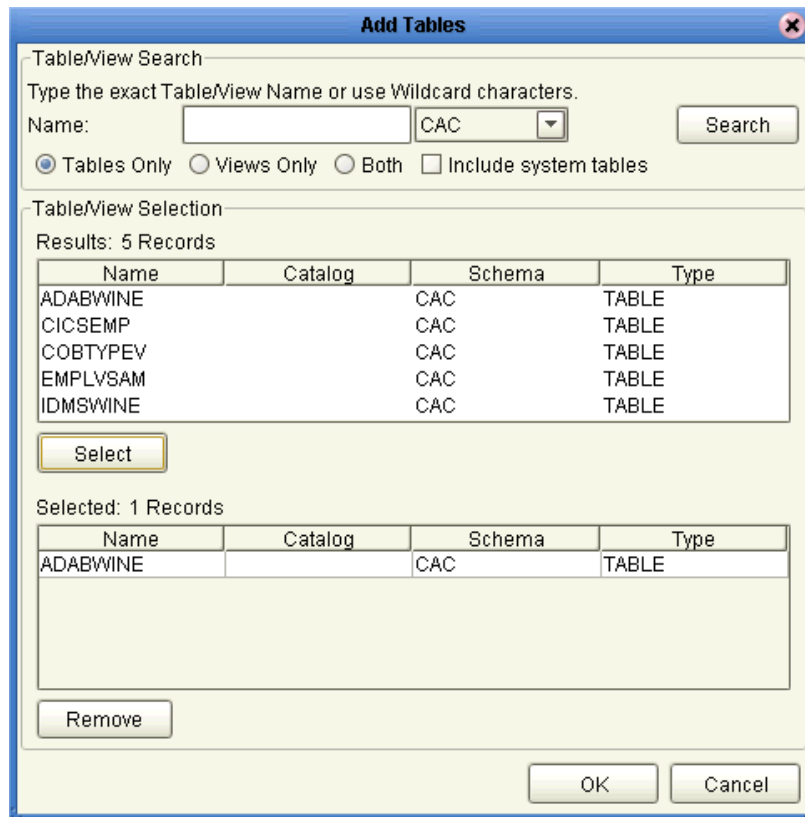 Add Tables
Table/View Search
Type the exact Table/View Name or use Wildcard characters.
Name: CAC Search
Tables Only Views Only Both Include system tables
Table/View Selection
Results: 5 Records
Name Catalog Schema Type
ADABWINE CAC TABLE
CICSEMP CAC TABLE
COBTYPEV CAC TABLE
EMPLVSAM CAC TABLE
IDMSWINE CAC TABLE
Select
Selected: 1 Records
Name Catalog Schema Type
ADABWINE CAC TABLE
Remove
OK Cancel